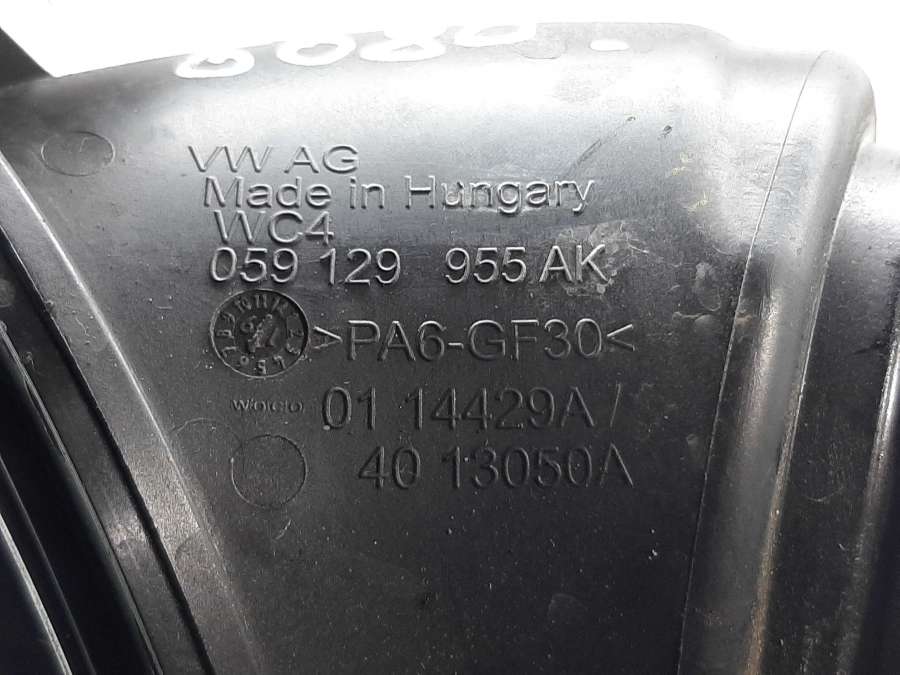 VW AG
Made in Hungary
WC4
059 129 955 AK
>PA6-GF30<
woco 01 14429A /
40 13050A